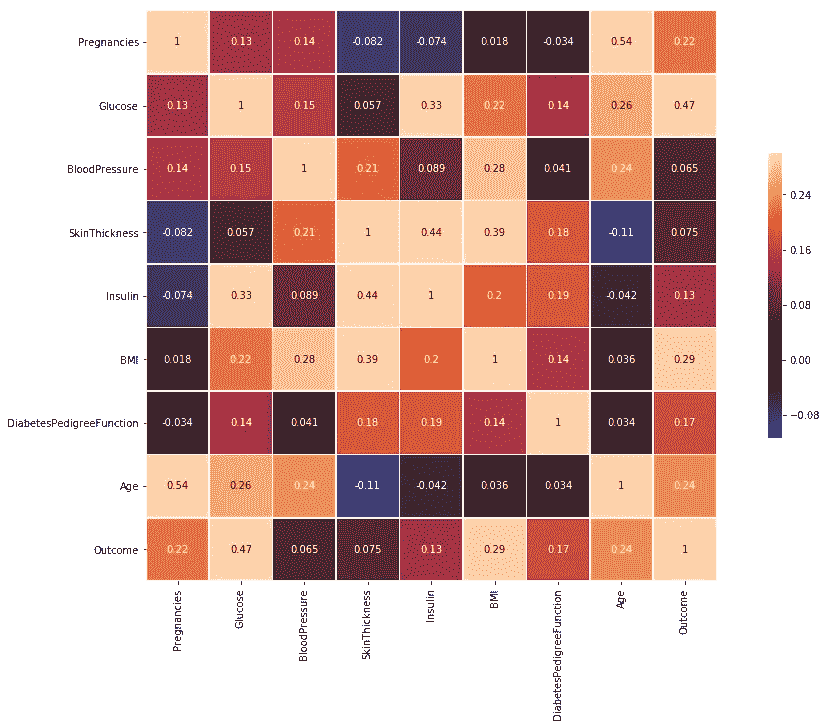 Pregnancies 1 0.13 0.14 -0.082 -0.074 0.018 -0.034 0.54 0.22
Glucose 0.13 1 0.15 0.057 0.33 0.22 0.14 0.26 0.47
BloodPressure 0.14 0.15 1 0.21 0.089 0.28 0.041 0.24 0.065
SkinThickness -0.082 0.057 0.21 1 0.44 0.39 0.18 -0.11 0.075
Insulin -0.074 0.33 0.089 0.44 1 0.2 0.19 -0.042 0.13
BMI 0.018 0.22 0.28 0.39 0.2 1 0.14 0.036 0.29
DiabetesPedigreeFunction -0.034 0.14 0.041 0.18 0.19 0.14 1 0.034 0.17
Age 0.54 0.26 0.24 -0.11 -0.042 0.036 0.034 1 0.24
Outcome 0.22 0.47 0.065 0.075 0.13 0.29 0.17 0.24 1
Pregnancies
Glucose
BloodPressure
SkinThickness
Insulin
BMI
DiabetesPedigreeFunction
Age
Outcome
0.24
0.16
0.08
0.00
−0.08